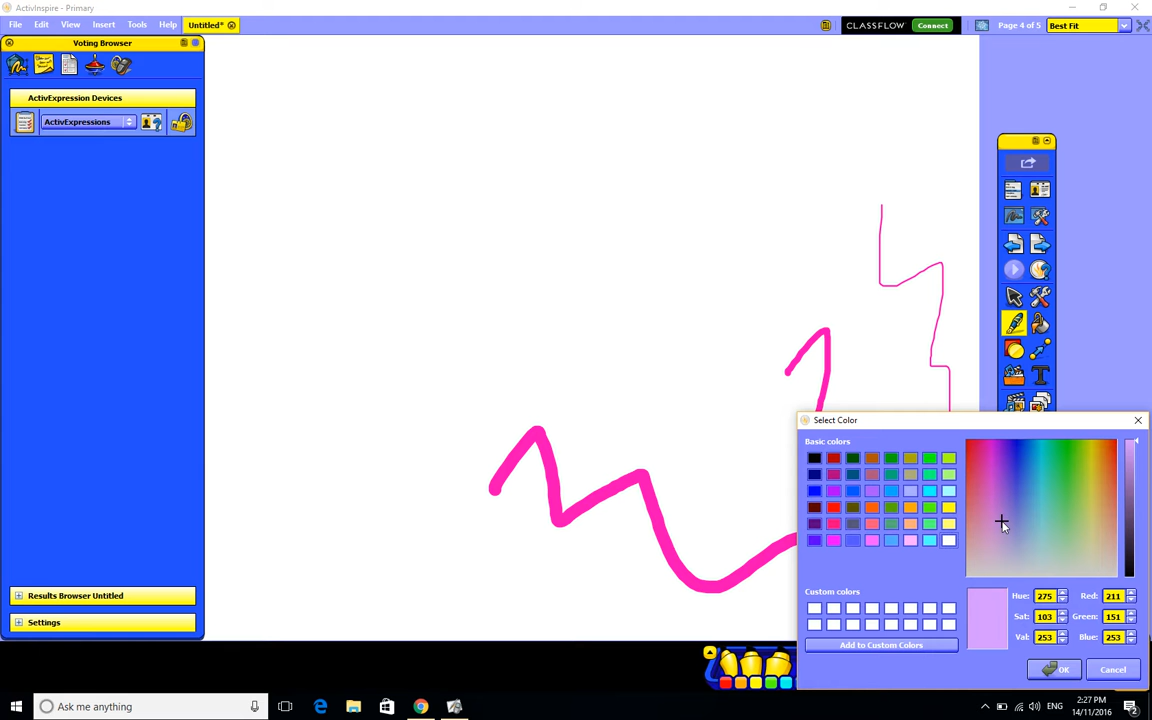 ActivInspire - Primary
File Edit View Insert Tools Help Untitled* CLASSFLOW Connect Page 4 of 5 Best Fit
Voting Browser
ActivExpression Devices
ActivExpressions
Select Color
Basic colors
Custom colors
Hue: 275 Red: 211
Sat: 103 Green: 151
Val: 253 Blue: 253
Add to Custom Colors
OK Cancel
Results Browser Untitled
Settings
Ask me anything
ENG
2:27 PM
14/11/2016
2